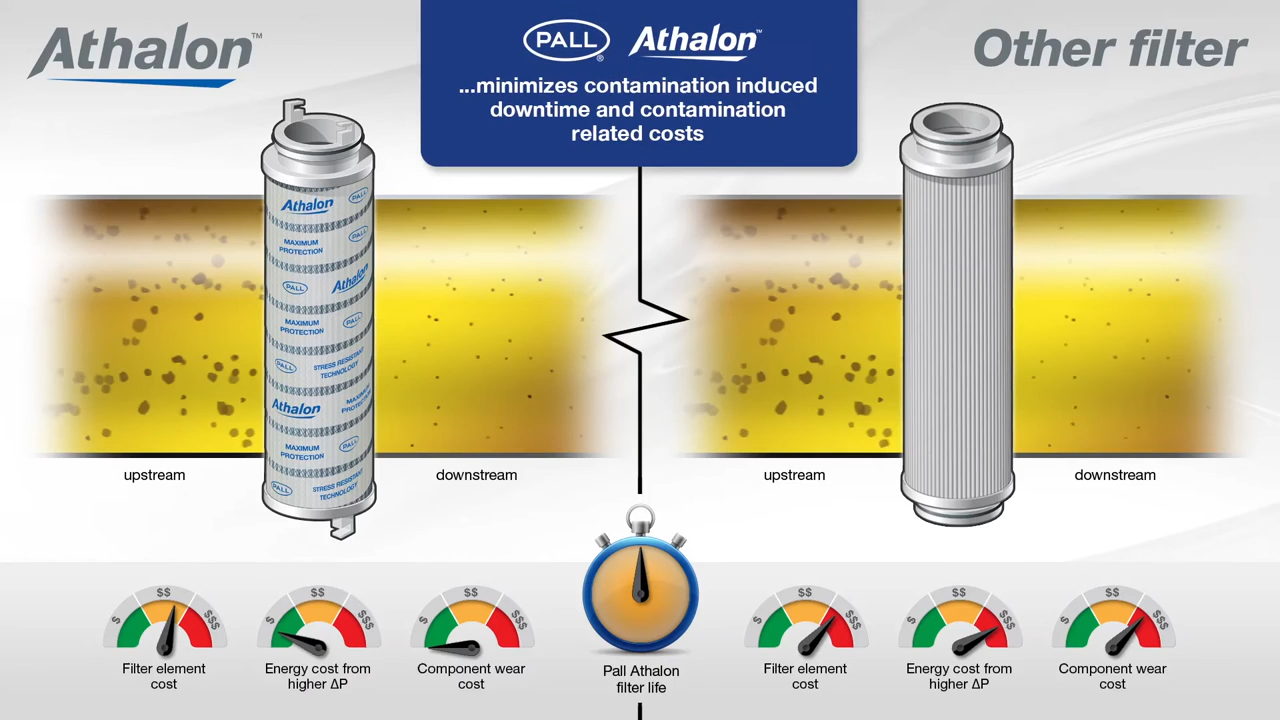 Athalon™
PALL® Athalon™
...minimizes contamination induced
downtime and contamination
related costs
Other filter
Athalon PALL
MAXIMUM
PROTECTION
PALL
PALL
Athalon
MAXIMUM
PROTECTION
PALL
PALL
STRESS RESISTANT
TECHNOLOGY
Athalon
MAXIMUM
MAXIMUM
PROTECTION
PALL
PALL
STRESS RESISTANT
TECHNOLOGY
upstream
downstream
upstream
downstream
$ $$ $$$
Filter element
cost
$ $$ $$$
Energy cost from
higher ΔP
$ $$ $$$
Component wear
cost
Pall Athalon
filter life
$ $$ $$$
Filter element
cost
$ $$ $$$
Energy cost from
higher ΔP
$ $$ $$$
Component wear
cost